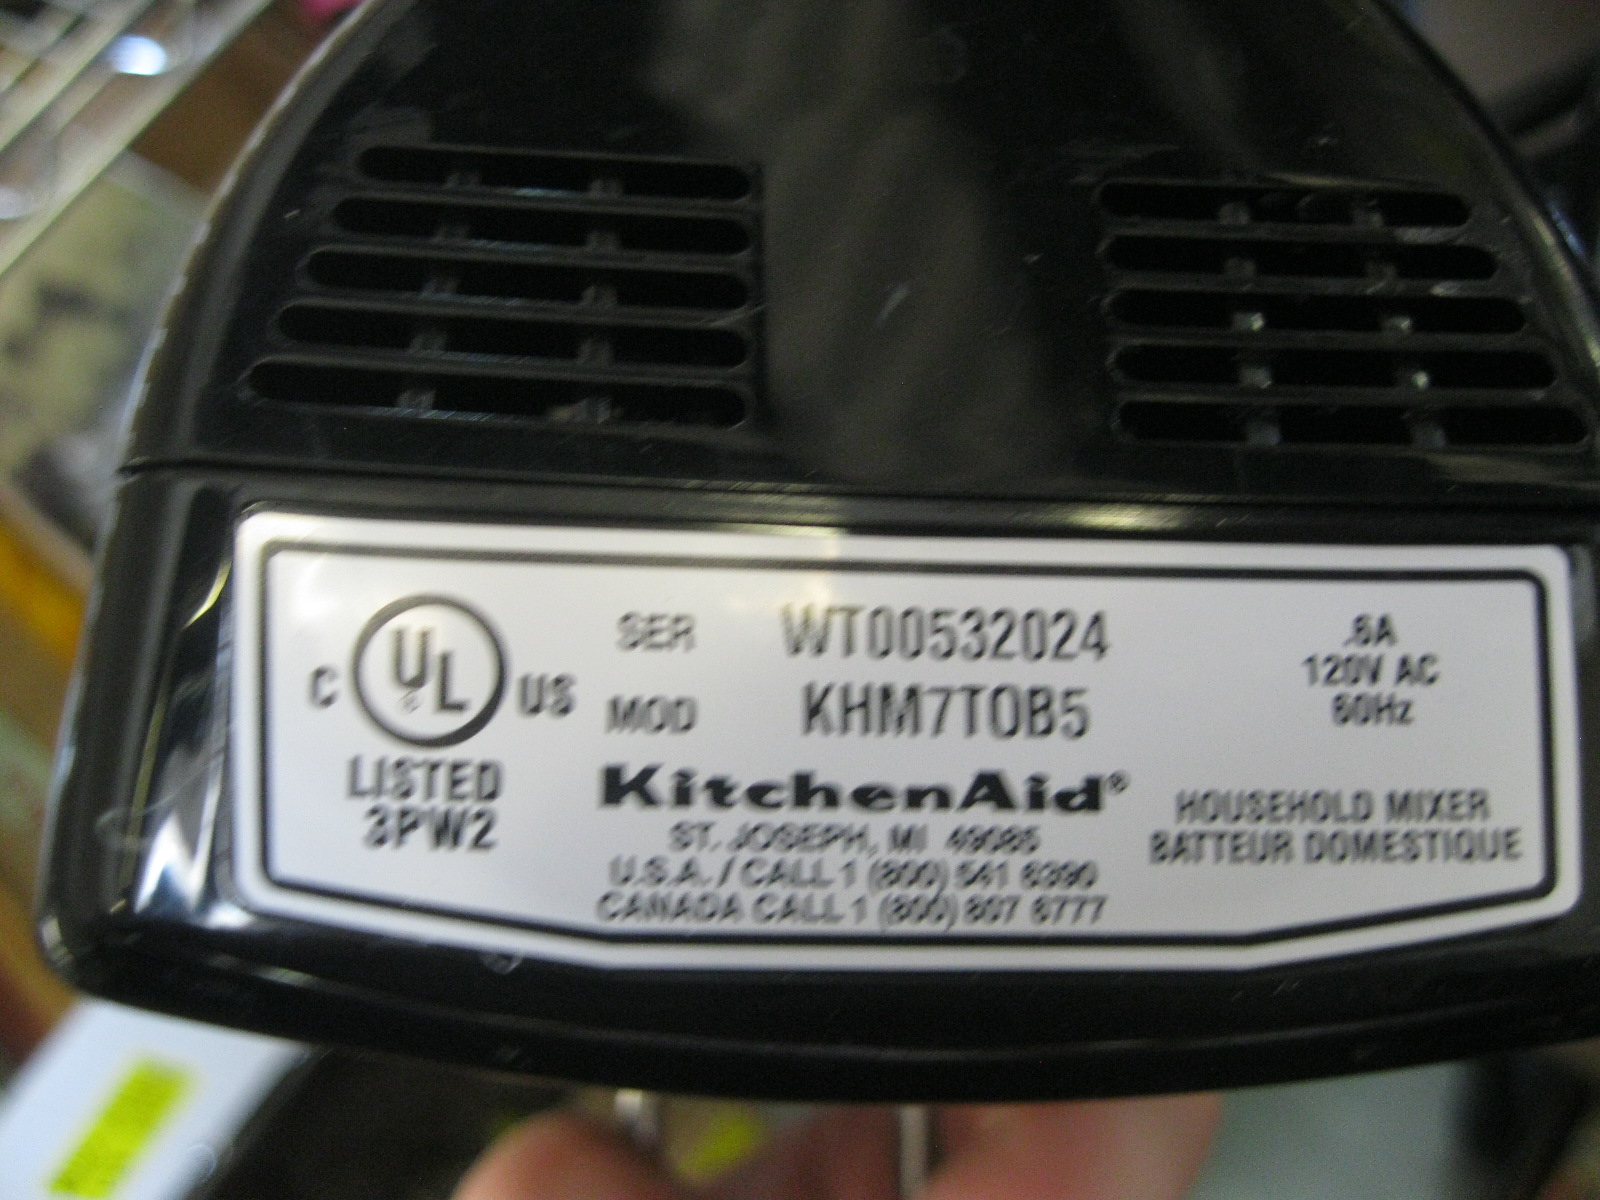 C UL® US
LISTED
3PW2
SER WT00532024
MOD KHM7TOB5
KitchenAid®
ST. JOSEPH, MI 49085
U.S.A. / CALL 1 (800) 541 6390
CANADA CALL 1 (800) 807 6777
.6A
120V AC
60Hz
HOUSEHOLD MIXER
BATTEUR DOMESTIQUE